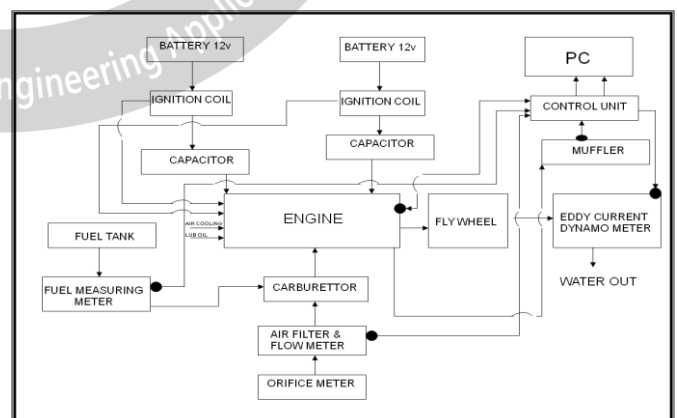 ngineering Applic
BATTERY 12v
BATTERY 12v
PC
IGNITION COIL
IGNITION COIL
CONTROL UNIT
CAPACITOR
CAPACITOR
MUFFLER
ENGINE
AIR COOLING
LUB OIL
FLY WHEEL
EDDY CURRENT
DYNAMO METER
FUEL TANK
WATER OUT
FUEL MEASURING
METER
CARBURETTOR
AIR FILTER &
FLOW METER
ORIFICE METER